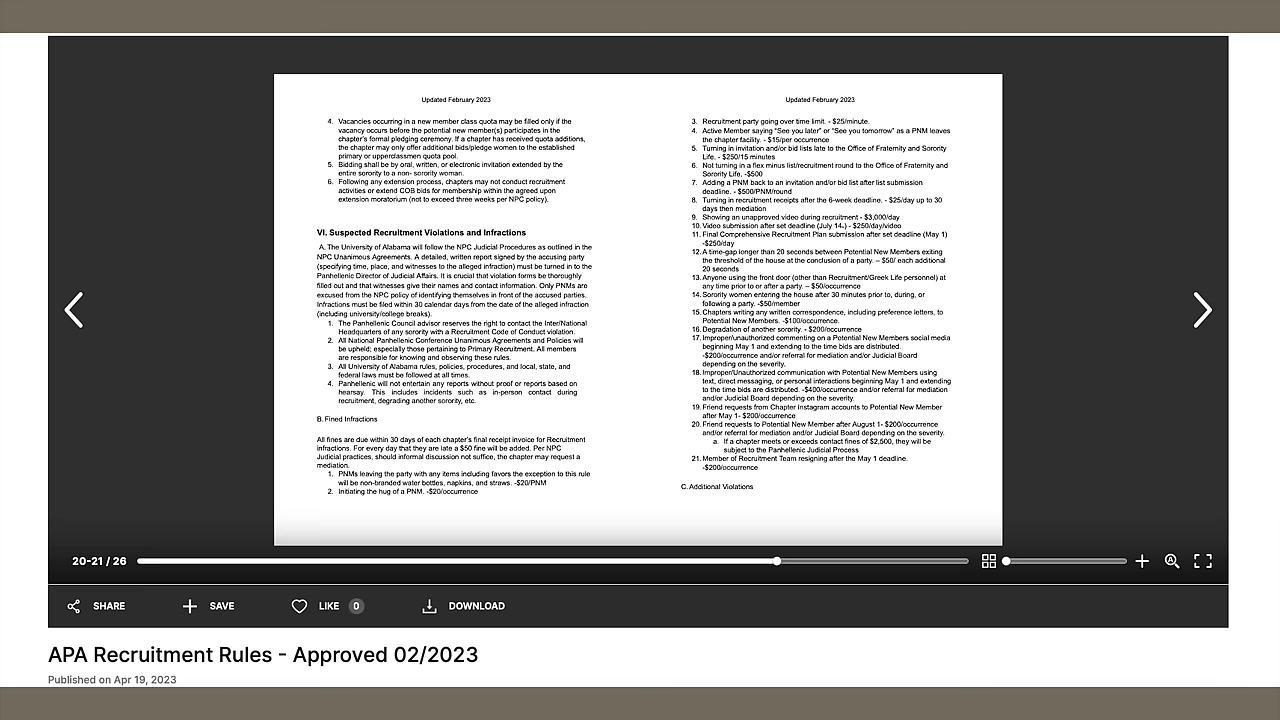 Updated February 2023
4. Vacancies occurring in a new member class quota may be filled only if the
vacancy occurs before the potential new member(s) participates in the
chapter's formal pledging ceremony. If a chapter has received quota additions,
the chapter may only offer additional bids/pledge women to the established
primary or upperclassmen quota pool.
5. Bidding shall be by oral, written, or electronic invitation extended by the
entire sorority to a non- sorority woman.
6. Following any extension process, chapters may not conduct recruitment
activities or extend COB bids for membership within the agreed upon
extension moratorium (not to exceed three weeks per NPC policy).
VI. Suspected Recruitment Violations and Infractions
A. The University of Alabama will follow the NPC Judicial Procedures as outlined in the
NPC Unanimous Agreements. A detailed, written report signed by the accusing party
(specifying time, place, and witnesses to the alleged infraction) must be turned in to the
Panhellenic Director of Judicial Affairs. It is crucial that violation forms be thoroughly
filled out and that witnesses give their names and contact information. Only PNMs are
excused from the NPC policy of identifying themselves in front of the accused parties.
Infractions must be filed within 30 calendar days from the date of the alleged infraction
(including university/college breaks).
1. The Panhellenic Council advisor reserves the right to contact the Inter/National
Headquarters of any sorority with a Recruitment Code of Conduct violation.
2. All National Panhellenic Conference Unanimous Agreements and Policies will
be upheld; especially those pertaining to Primary Recruitment. All members
are responsible for knowing and observing these rules.
3. All University of Alabama rules, policies, procedures, and local, state, and
federal laws must be followed at all times.
4. Panhellenic will not entertain any reports without proof or reports based on
hearsay. This includes incidents such as in-person contact during
recruitment, degrading another sorority, etc.
B. Fined Infractions
All fines are due within 30 days of each chapter's final receipt invoice for Recruitment
infractions. For every day that they are late a $50 fine will be added. Per NPC
Judicial practices, should informal discussion not suffice, the chapter may request a
mediation.
1. PNMs leaving the party with any items including favors the exception to this rule
will be non-branded water bottles, napkins, and straws. -$20/PNM
2. Initiating the hug of a PNM. -$20/occurrence
Updated February 2023
3. Recruitment party going over time limit. - $25/minute.
4. Active Member saying "See you later" or "See you tomorrow" as a PNM leaves
the chapter facility. - $15/per occurrence
5. Turning in invitation and/or bid lists late to the Office of Fraternity and Sorority
Life. - $250/15 minutes
6. Not turning in a flex minus list/recruitment round to the Office of Fraternity and
Sorority Life. -$500
7. Adding a PNM back to an invitation and/or bid list after list submission
deadline. - $500/PNM/round
8. Turning in recruitment receipts after the 6-week deadline. - $25/day up to 30
days then mediation
9. Showing an unapproved video during recruitment - $3,000/day
10. Video submission after set deadline (July 14.) - $250/day/video
11. Final Comprehensive Recruitment Plan submission after set deadline (May 1)
-$250/day
12. A time-gap longer than 20 seconds between Potential New Members exiting
the threshold of the house at the conclusion of a party. – $50/ each additional
20 seconds
13. Anyone using the front door (other than Recruitment/Greek Life personnel) at
any time prior to or after a party. – $50/occurrence
14. Sorority women entering the house after 30 minutes prior to, during, or
following a party. -$50/member
15. Chapters writing any written correspondence, including preference letters, to
Potential New Members. -$100/occurrence.
16. Degradation of another sorority. - $200/occurrence
17. Improper/unauthorized commenting on a Potential New Members social media
beginning May 1 and extending to the time bids are distributed.
-$200/occurrence and/or referral for mediation and/or Judicial Board
depending on the severity.
18. Improper/Unauthorized communication with Potential New Members using
text, direct messaging, or personal interactions beginning May 1 and extending
to the time bids are distributed. -$400/occurrence and/or referral for mediation
and/or Judicial Board depending on the severity.
19. Friend requests from Chapter Instagram accounts to Potential New Member
after May 1- $200/occurrence
20. Friend requests to Potential New Member after August 1- $200/occurrence
and/or referral for mediation and/or Judicial Board depending on the severity.
a. If a chapter meets or exceeds contact fines of $2,500, they will be
subject to the Panhellenic Judicial Process
21. Member of Recruitment Team resigning after the May 1 deadline.
-$200/occurrence
C. Additional Violations
20-21 / 26
SHARE SAVE LIKE 0 DOWNLOAD
APA Recruitment Rules - Approved 02/2023
Published on Apr 19, 2023